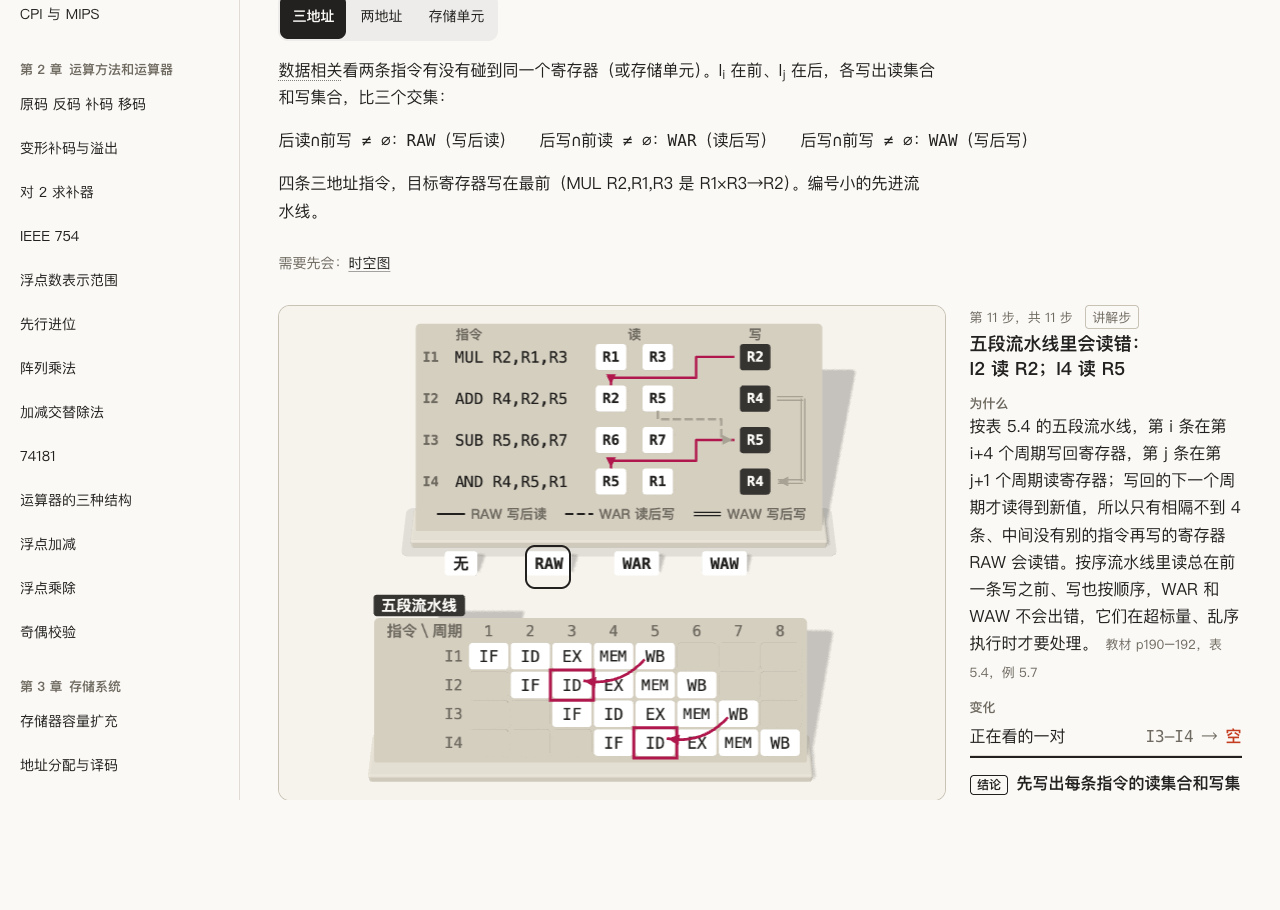 CPI 与 MIPS
第 2 章 运算方法和运算器
原码 反码 补码 移码
变形补码与溢出
对 2 求补器
IEEE 754
浮点数表示范围
先行进位
阵列乘法
加减交替除法
74181
运算器的三种结构
浮点加减
浮点乘除
奇偶校验
第 3 章 存储系统
存储器容量扩充
地址分配与译码
三地址 两地址 存储单元
数据相关看两条指令有没有碰到同一个寄存器（或存储单元）。Ii 在前、Ij 在后，各写出读集合
和写集合，比三个交集：
后读∩前写 ≠ ∅：RAW（写后读） 后写∩前读 ≠ ∅：WAR（读后写） 后写∩前写 ≠ ∅：WAW（写后写）
四条三地址指令，目标寄存器写在最前（MUL R2,R1,R3 是 R1×R3→R2）。编号小的先进流
水线。
需要先会：时空图
指令 读 写
I1 MUL R2,R1,R3 R1 R3 R2
I2 ADD R4,R2,R5 R2 R5 R4
I3 SUB R5,R6,R7 R6 R7 R5
I4 AND R4,R5,R1 R5 R1 R4
RAW 写后读 WAR 读后写 WAW 写后写
无 RAW WAR WAW
五段流水线
指令 \ 周期 1 2 3 4 5 6 7 8
I1 IF ID EX MEM WB
I2 IF ID EX MEM WB
I3 IF ID EX MEM WB
I4 IF ID EX MEM WB
第 11 步，共 11 步 讲解步
五段流水线里会读错：
I2 读 R2；I4 读 R5
为什么
按表 5.4 的五段流水线，第 i 条在第
i+4 个周期写回寄存器，第 j 条在第
j+1 个周期读寄存器；写回的下一个周
期才读得到新值，所以只有相隔不到 4
条、中间没有别的指令再写的寄存器
RAW 会读错。按序流水线里读总在前
一条写之前、写也按顺序，WAR 和
WAW 不会出错，它们在超标量、乱序
执行时才要处理。 教材 p190–192，表
5.4，例 5.7
变化
正在看的一对 I3—I4 → 空
结论 先写出每条指令的读集合和写集